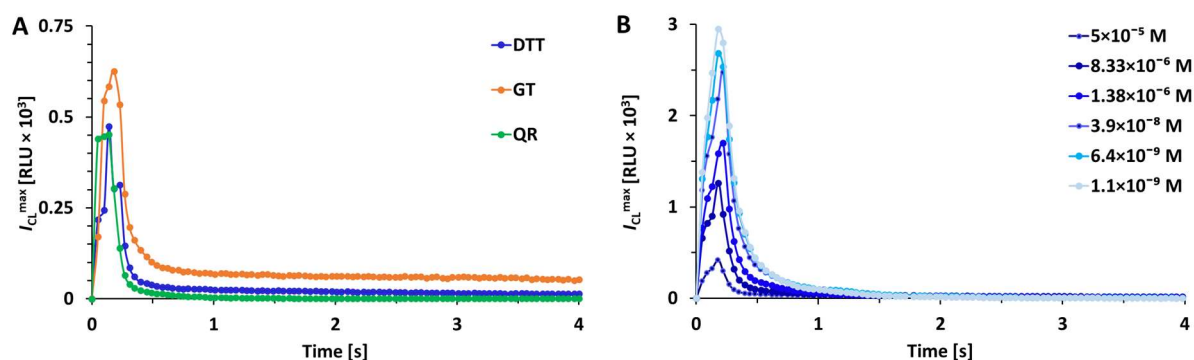 A
I_CL^max [RLU × 10³]
0.75
0.5
0.25
0
0 1 2 3 4
Time [s]
DTT
GT
QR
B
I_CL^max [RLU × 10³]
3
2
1
0
0 1 2 3 4
Time [s]
5×10⁻⁵ M
8.33×10⁻⁶ M
1.38×10⁻⁶ M
3.9×10⁻⁸ M
6.4×10⁻⁹ M
1.1×10⁻⁹ M